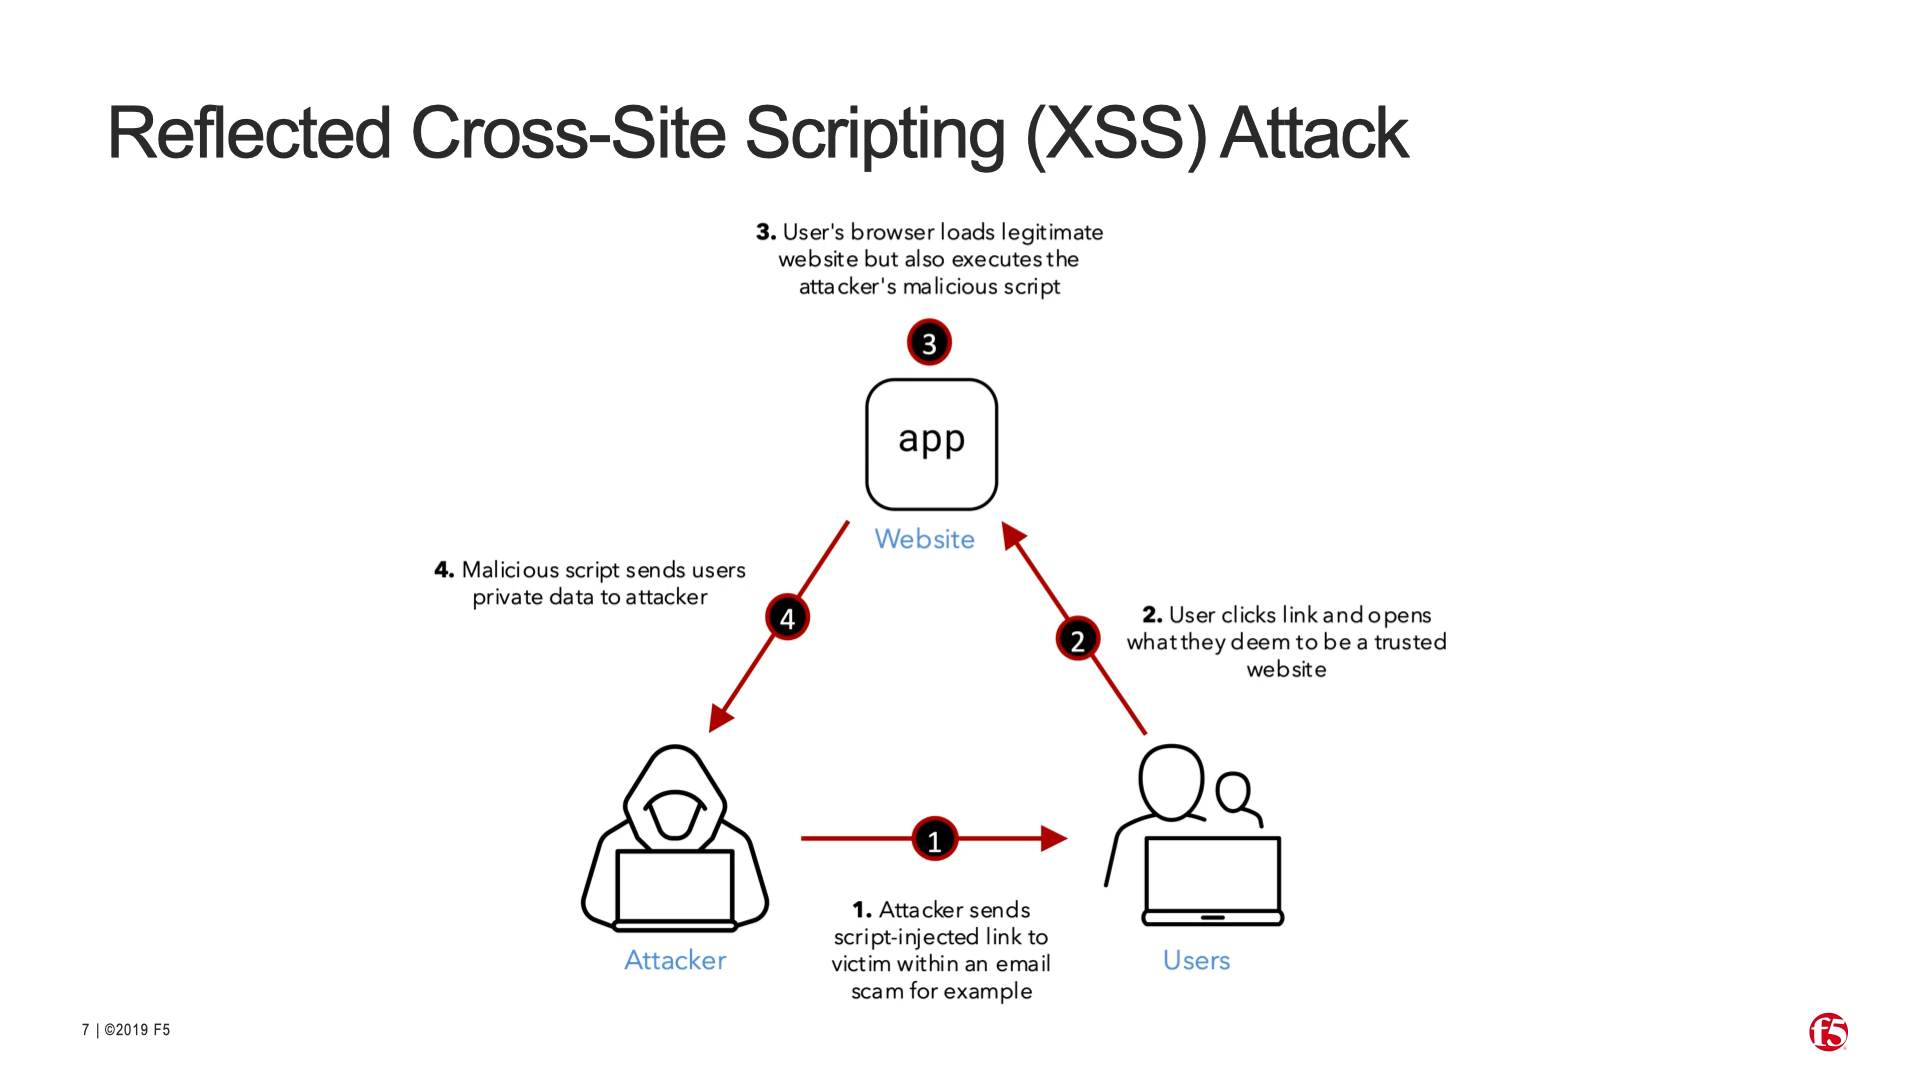 Reflected Cross-Site Scripting (XSS) Attack
3. User's browser loads legitimate
website but also executes the
attacker's malicious script
3
app
Website
4. Malicious script sends users
private data to attacker
4
2
2. User clicks link and opens
what they deem to be a trusted
website
1
1. Attacker sends
script-injected link to
victim within an email
scam for example
Attacker
Users
7 | ©2019 F5
f5